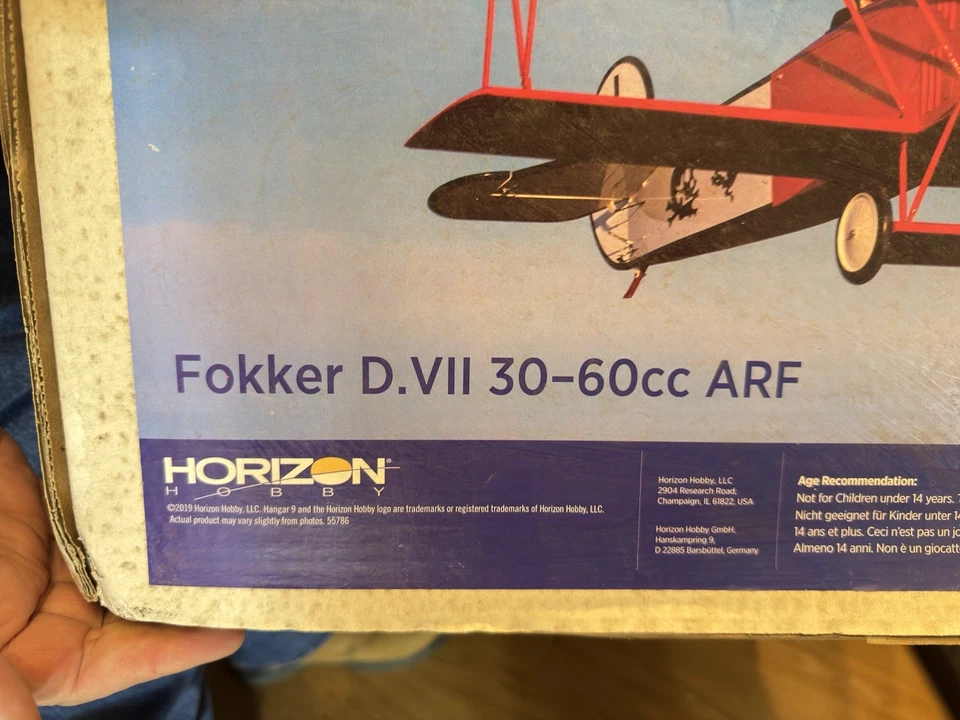 Fokker D.VII 30–60cc ARF
HORIZON®
HOBBY
©2019 Horizon Hobby, LLC. Hangar 9 and the Horizon Hobby logo are trademarks or registered trademarks of Horizon Hobby, LLC.
Actual product may vary slightly from photos. 55786
Horizon Hobby, LLC
2904 Research Road,
Champaign, IL 61822, USA
Horizon Hobby GmbH,
Hanskampring 9,
D 22885 Barsbüttel, Germany
Age Recommendation:
Not for Children under 14 years.
Nicht geeignet für Kinder unter 14
14 ans et plus. Ceci n'est pas un
Almeno 14 anni. Non è un